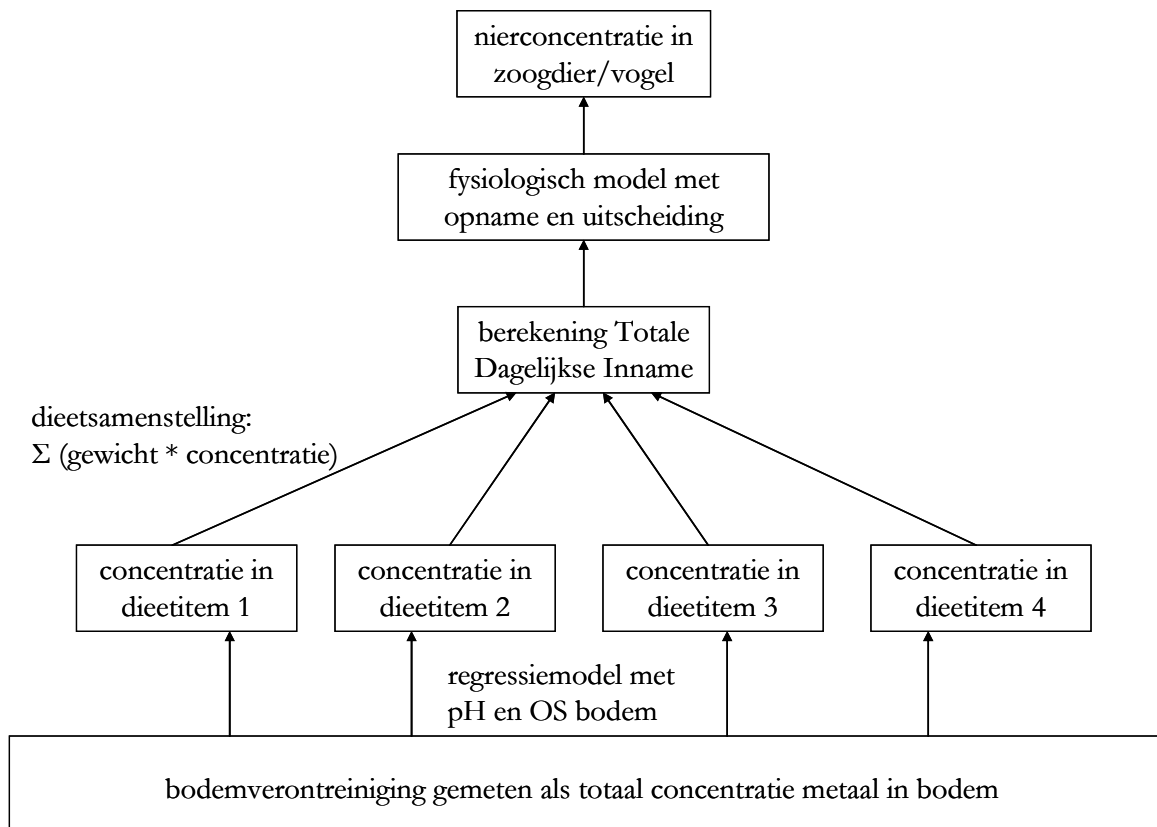 nierconcentratie in
zoogdier/vogel
fysiologisch model met
opname en uitscheiding
berekening Totale
Dagelijkse Inname
dieetsamenstelling:
Σ (gewicht * concentratie)
concentratie in
dieetitem 1
concentratie in
dieetitem 2
concentratie in
dieetitem 3
concentratie in
dieetitem 4
regressiemodel met
pH en OS bodem
bodemverontreiniging gemeten als totaal concentratie metaal in bodem